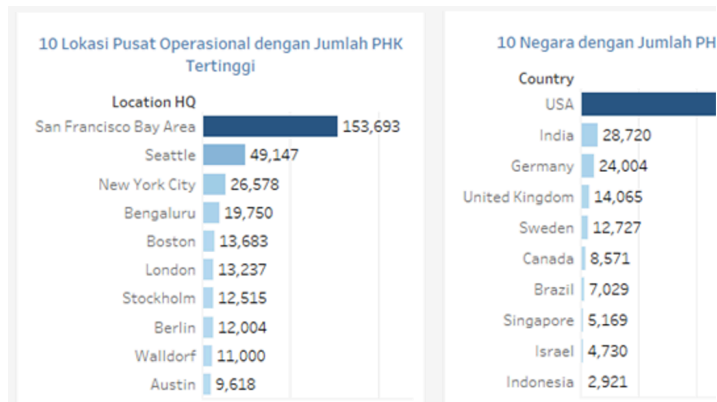 10 Lokasi Pusat Operasional dengan Jumlah PHK
Tertinggi
Location HQ
San Francisco Bay Area 153,693
Seattle 49,147
New York City 26,578
Bengaluru 19,750
Boston 13,683
London 13,237
Stockholm 12,515
Berlin 12,004
Walldorf 11,000
Austin 9,618
10 Negara dengan Jumlah PH
Country
USA
India 28,720
Germany 24,004
United Kingdom 14,065
Sweden 12,727
Canada 8,571
Brazil 7,029
Singapore 5,169
Israel 4,730
Indonesia 2,921